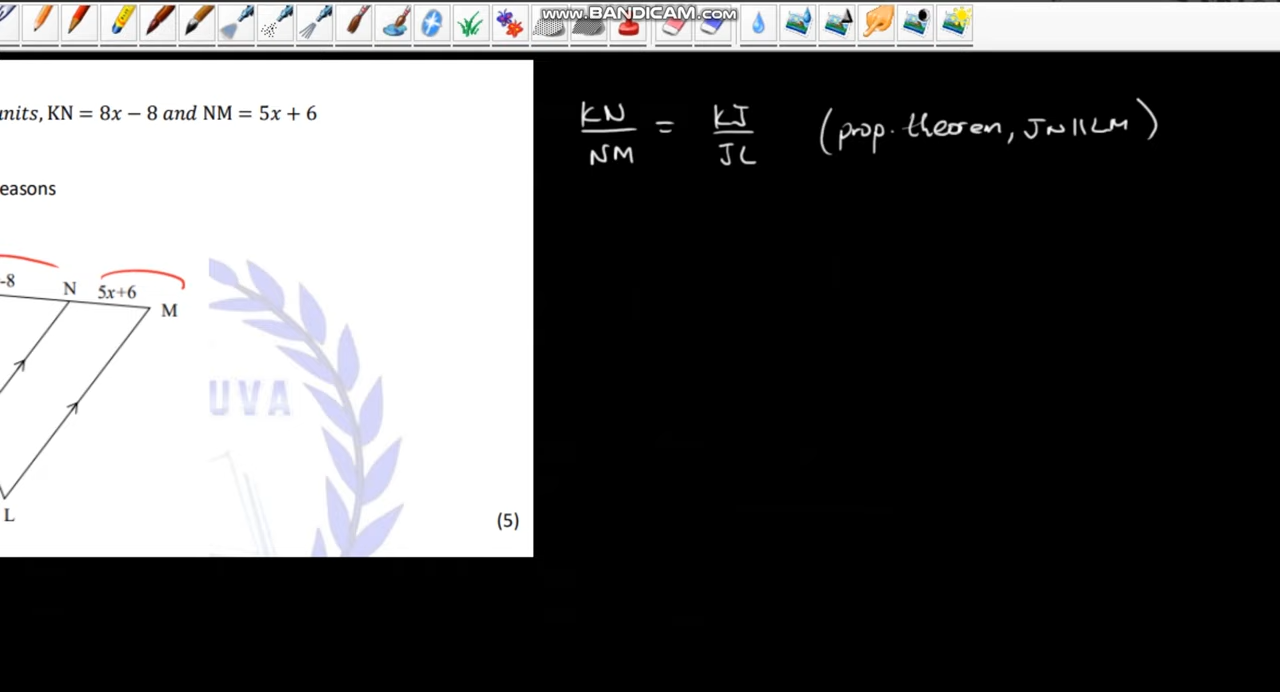 www.BANDICAM.com
nits, KN = 8x − 8 and NM = 5x + 6
easons
-8
N
5x+6
M
UVA
L
(5)
KN/NM = KJ/JL (prop. theorem, JN||LM)